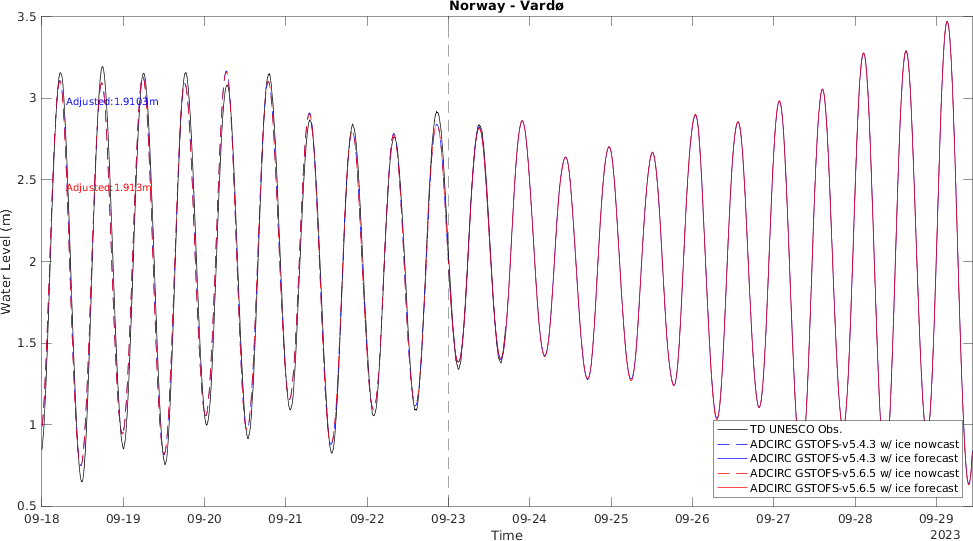 Norway - Vardø
3.5
3
2.5
2
1.5
1
0.5
Water Level (m)
Adjusted:1.9103m
Adjusted:1.913m
TD UNESCO Obs.
ADCIRC GSTOFS-v5.4.3 w/ ice nowcast
ADCIRC GSTOFS-v5.4.3 w/ ice forecast
ADCIRC GSTOFS-v5.6.5 w/ ice nowcast
ADCIRC GSTOFS-v5.6.5 w/ ice forecast
09-18 09-19 09-20 09-21 09-22 09-23 09-24 09-25 09-26 09-27 09-28 09-29
2023
Time